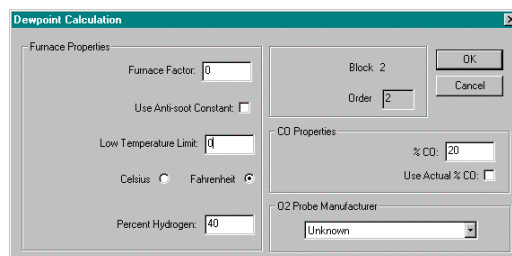 Dewpoint Calculation
Furnace Properties
Furnace Factor: 0
Use Anti-soot Constant:
Low Temperature Limit: 0
Celsius Fahrenheit
Percent Hydrogen: 40
Block 2
Order 2
OK
Cancel
CO Properties
% CO: 20
Use Actual % CO:
O2 Probe Manufacturer
Unknown